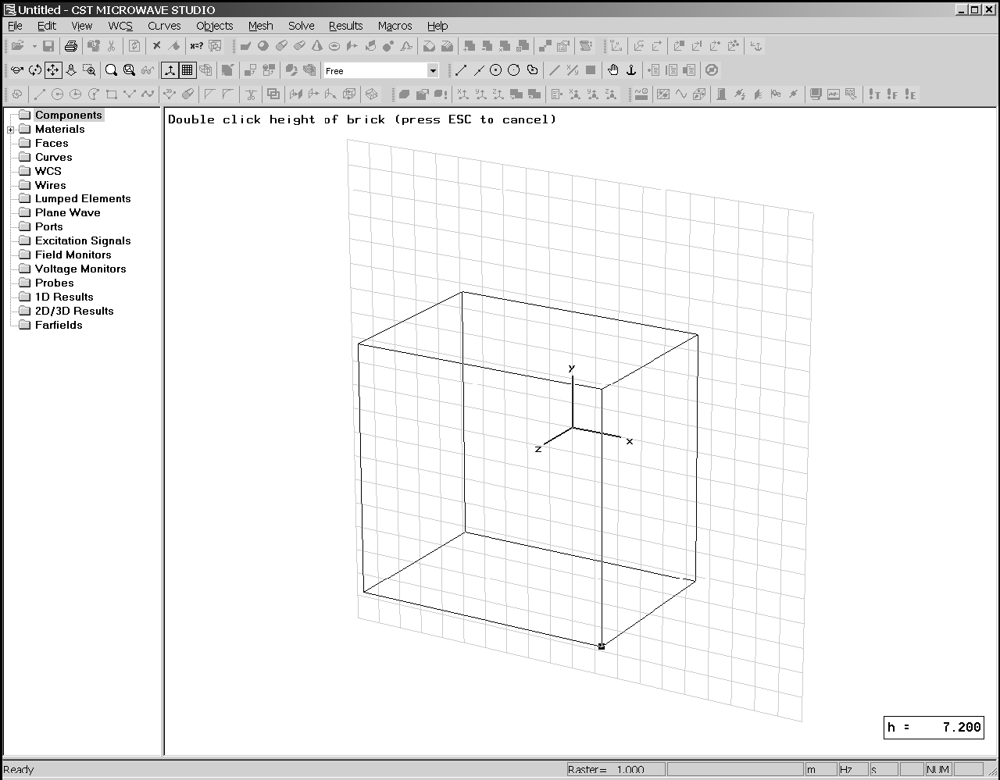 Untitled - CST MICROWAVE STUDIO
File Edit View WCS Curves Objects Mesh Solve Results Macros Help
x=?
Free
!T !F !E
Components
Materials
Faces
Curves
WCS
Wires
Lumped Elements
Plane Wave
Ports
Excitation Signals
Field Monitors
Voltage Monitors
Probes
1D Results
2D/3D Results
Farfields
Double click height of brick (press ESC to cancel)
y
x
z
h = 7.200
Ready Raster= 1.000 m Hz s NUM